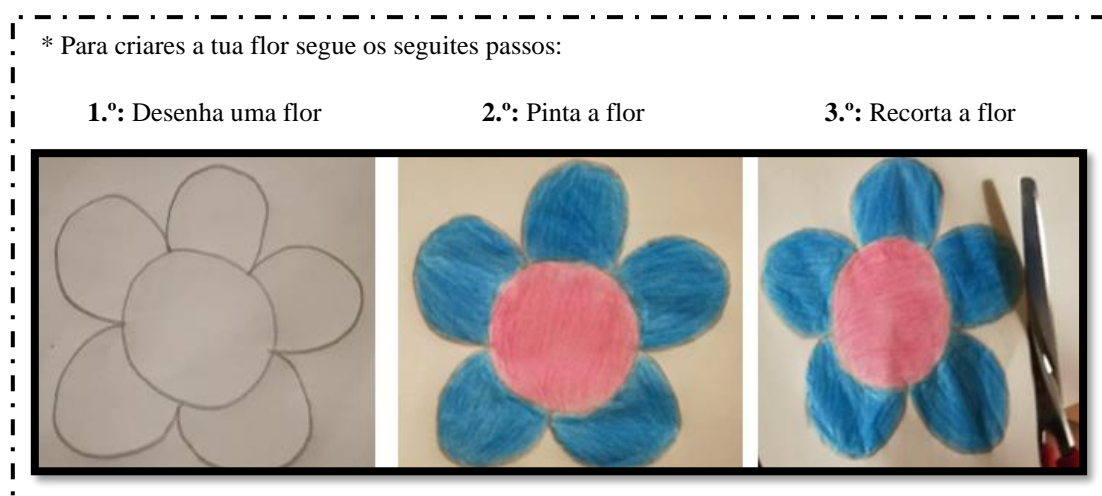 * Para criares a tua flor segue os seguites passos:
1.º: Desenha uma flor 2.º: Pinta a flor 3.º: Recorta a flor